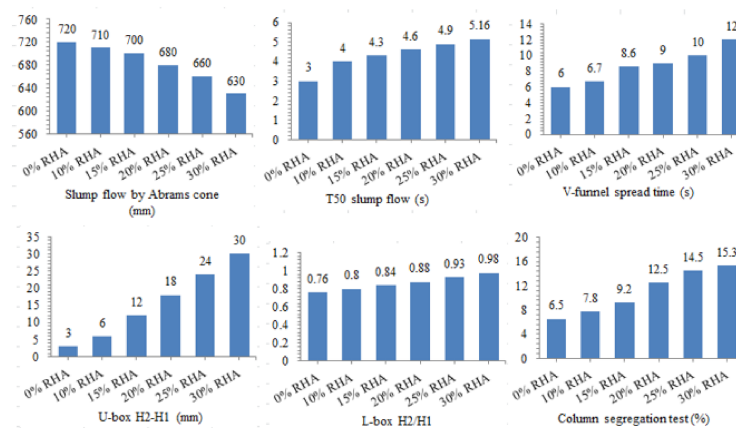 760
720
710
700
680
660
630
720
680
640
600
560
0% RHA
10% RHA
15% RHA
20% RHA
25% RHA
30% RHA
Slump flow by Abrams cone
(mm)
6
5
4
3
2
1
0
3
4
4.3
4.6
4.9
5.16
0% RHA
10% RHA
15% RHA
20% RHA
25% RHA
30% RHA
T50 slump flow (s)
14
12
10
8
6
4
2
0
6
6.7
8.6
9
10
12
0% RHA
10% RHA
15% RHA
20% RHA
25% RHA
30% RHA
V-funnel spread time (s)
35
30
25
20
15
10
5
0
3
6
12
18
24
30
0% RHA
10% RHA
15% RHA
20% RHA
25% RHA
30% RHA
U-box H2-H1 (mm)
1.2
1
0.8
0.6
0.4
0.2
0
0.76
0.8
0.84
0.88
0.93
0.98
0% RHA
10% RHA
15% RHA
20% RHA
25% RHA
30% RHA
L-box H2/H1
20
16
12
8
4
0
6.5
7.8
9.2
12.5
14.5
15.3
0% RHA
10% RHA
15% RHA
20% RHA
25% RHA
30% RHA
Column segregation test (%)